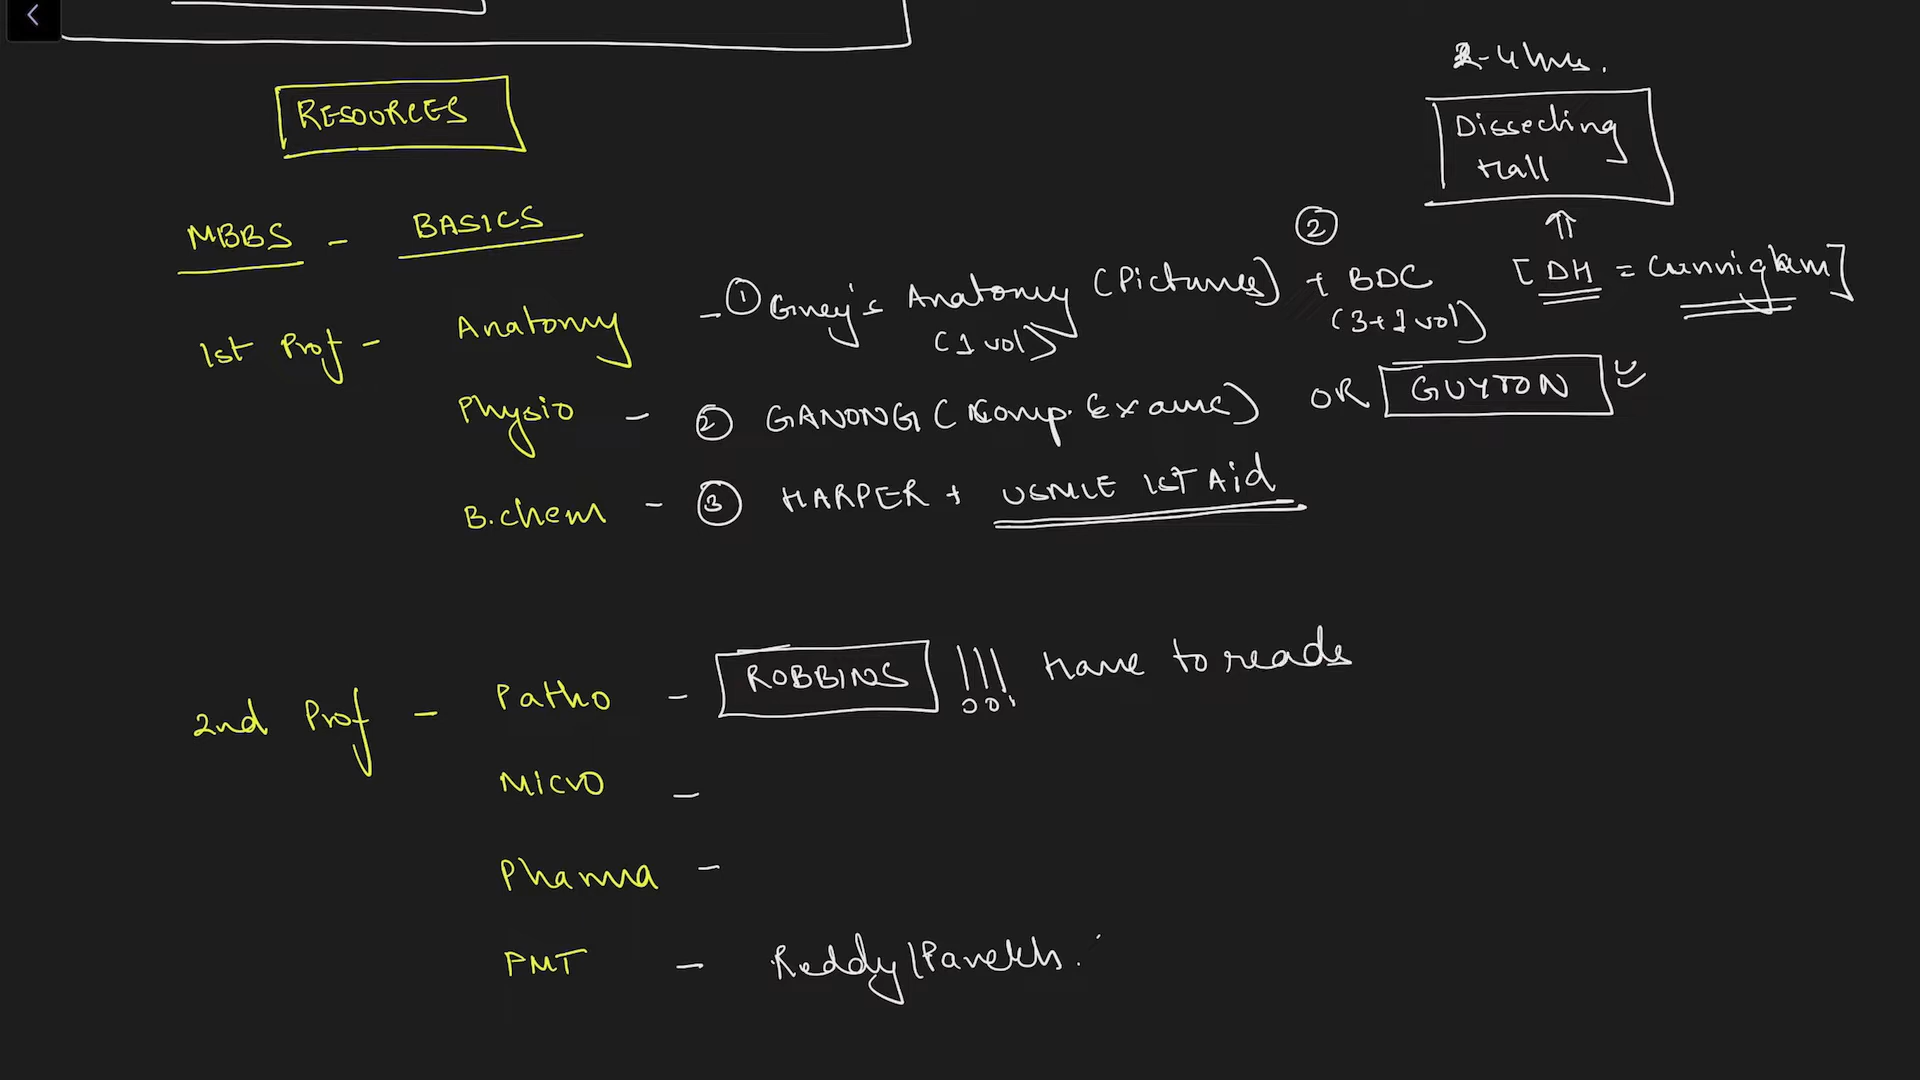 RESOURCES
2-4 hrs.
Dissecting
Hall
MBBS - BASICS
1st Prof - Anatomy - ① Grey's Anatomy (Pictures) + ② BDC [DH = Cunnigham]
(1 vol) (3+1 vol)
Physio - ② GANONG (Comp. Exams) OR GUYTON
B.chem - ③ HARPER + USMLE 1ST Aid
2nd Prof - Patho - ROBBINS !!! Have to reads
Micro -
Pharma -
FMT - Reddy/Parekh.